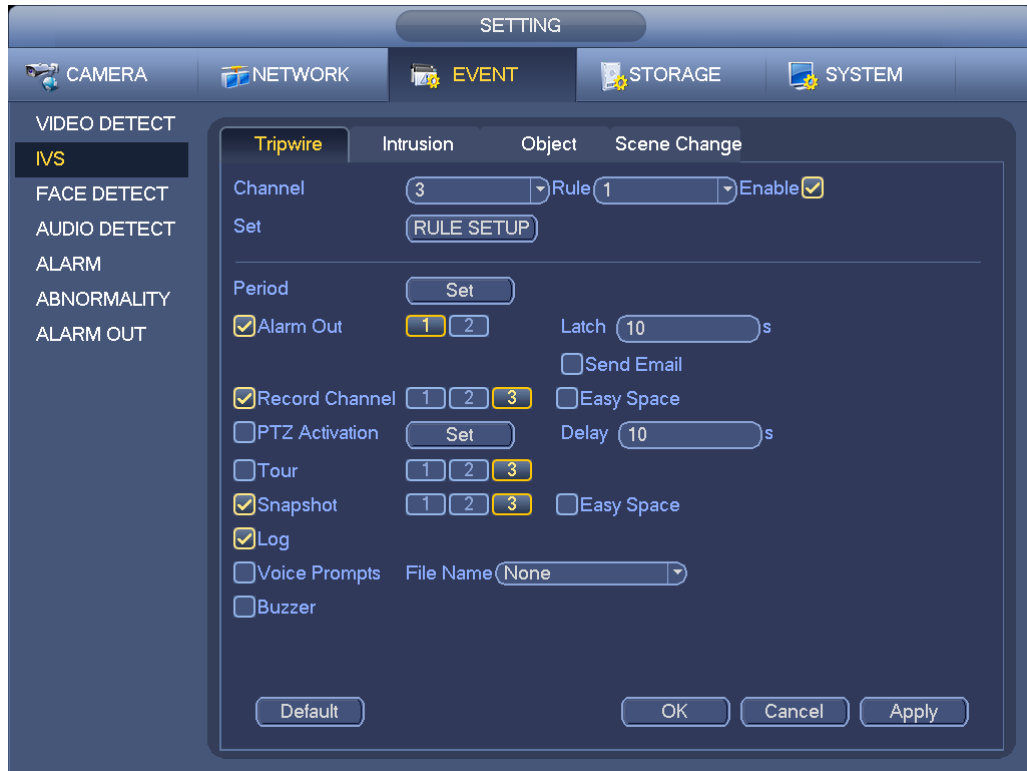 SETTING
CAMERA NETWORK EVENT STORAGE SYSTEM
VIDEO DETECT
IVS
FACE DETECT
AUDIO DETECT
ALARM
ABNORMALITY
ALARM OUT
Tripwire Intrusion Object Scene Change
Channel 3 Rule 1 Enable
Set RULE SETUP
Period Set
Alarm Out 1 2 Latch 10 s
Send Email
Record Channel 1 2 3 Easy Space
PTZ Activation Set Delay 10 s
Tour 1 2 3
Snapshot 1 2 3 Easy Space
Log
Voice Prompts File Name None
Buzzer
Default OK Cancel Apply